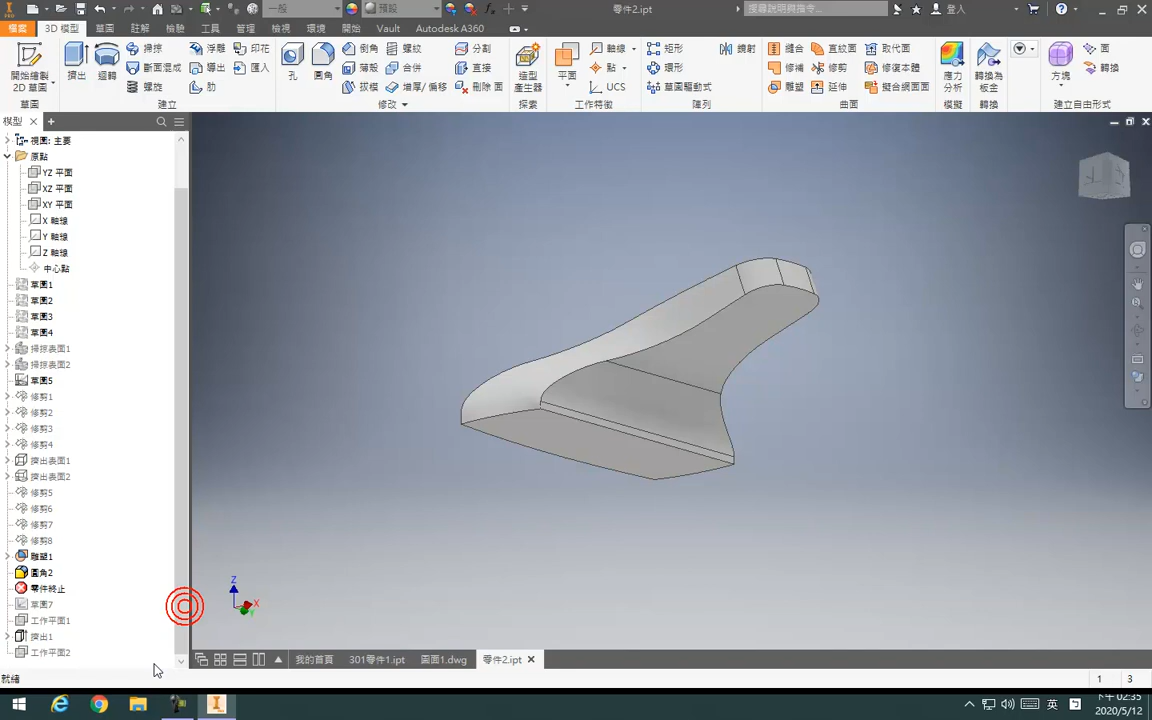 一般 預設 零件2.ipt 搜尋說明與指令... 登入
檔案 3D 模型 草圖 註解 檢驗 工具 管理 檢視 環境 開始 Vault Autodesk A360
開始繪製 2D 草圖 擠出 迴轉 掃掠 斷面混成 螺旋 浮雕 導出 肋 印花 匯入
孔 圓角 倒角 薄殼 拔模 螺紋 合併 增厚/偏移 分割 直接 刪除 面
造型產生器 平面 軸線 點 UCS 矩形 環形 草圖驅動式 鏡射
縫合 修補 雕塑 直紋面 修剪 延伸 取代面 修復本體 擬合網面面
應力分析 轉換為鈑金 方塊 面 轉換
草圖 建立 修改 探索 工作特徵 陣列 曲面 模擬 轉換 建立自由形式
模型
視圖: 主要
原點
YZ 平面
XZ 平面
XY 平面
X 軸線
Y 軸線
Z 軸線
中心點
草圖1
草圖2
草圖3
草圖4
掃掠表面1
掃掠表面2
草圖5
修剪1
修剪2
修剪3
修剪4
擠出表面1
擠出表面2
修剪5
修剪6
修剪7
修剪8
雕塑1
圓角2
零件終止
草圖7
工作平面1
擠出1
工作平面2
Z
X
Y
我的首頁 301零件1.ipt 圖面1.dwg 零件2.ipt
就緒 1 3
英 下午 02:35
2020/5/12